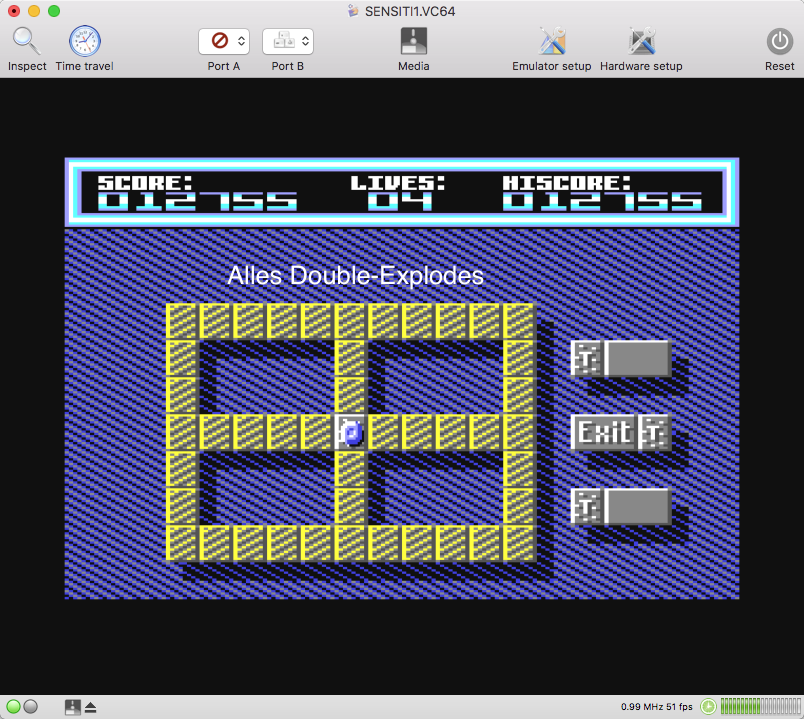 SENSITI1.VC64
Inspect Time travel Port A Port B Media Emulator setup Hardware setup Reset
SCORE: LIVES: HISCORE:
012755 04 012755
Alles Double-Explodes
T
Exit T
T
0.99 MHz 51 fps